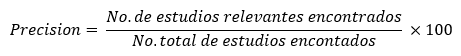 Precision = No. de estudios relevantes encontrados / No. total de estudios encontados × 100